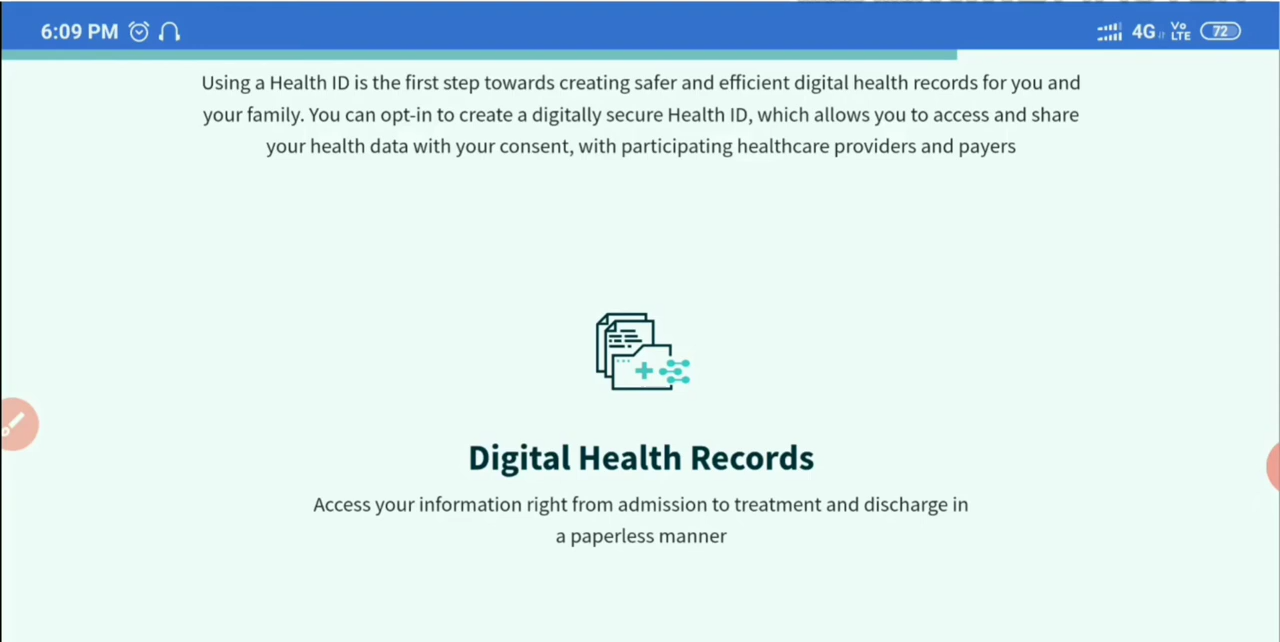 6:09 PM 4G Vo LTE 72
Using a Health ID is the first step towards creating safer and efficient digital health records for you and
your family. You can opt-in to create a digitally secure Health ID, which allows you to access and share
your health data with your consent, with participating healthcare providers and payers
Digital Health Records
Access your information right from admission to treatment and discharge in
a paperless manner